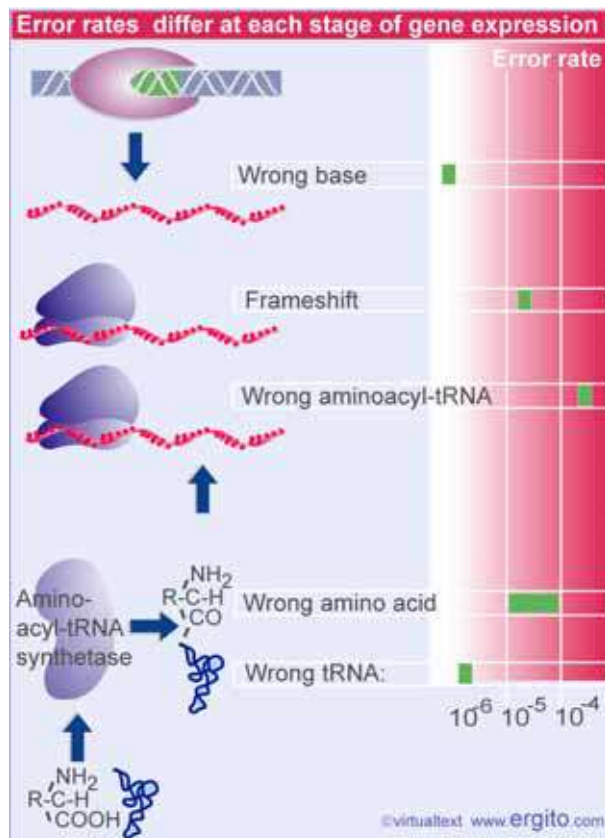 Error rates differ at each stage of gene expression
Error rate
Wrong base
Frameshift
Wrong aminoacyl-tRNA
NH2
R-C-H
CO
Amino-
acyl-tRNA
synthetase
Wrong amino acid
Wrong tRNA:
10-6 10-5 10-4
NH2
R-C-H
COOH
©virtualtext www.ergito.com